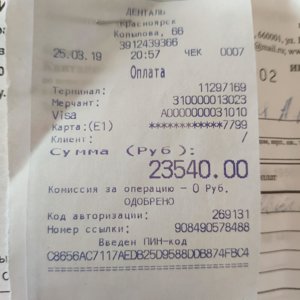 ДЕНТАЛЬ
Красноярск
Копылова, 66
3912439366
25.03.19 20:57 ЧЕК 0007
Оплата
Терминал: 11297169
Мерчант: 310000013023
Visa A0000000031010
Карта:(E1) ************7799
Клиент: /
Сумма (Руб):
23540.00
Комиссия за операцию – 0 Руб.
ОДОБРЕНО
Код авторизации: 269131
Номер ссылки: 908490578488
Введен ПИН-код
C8656AC7117AEDB25D9588DDB874FBC4
02